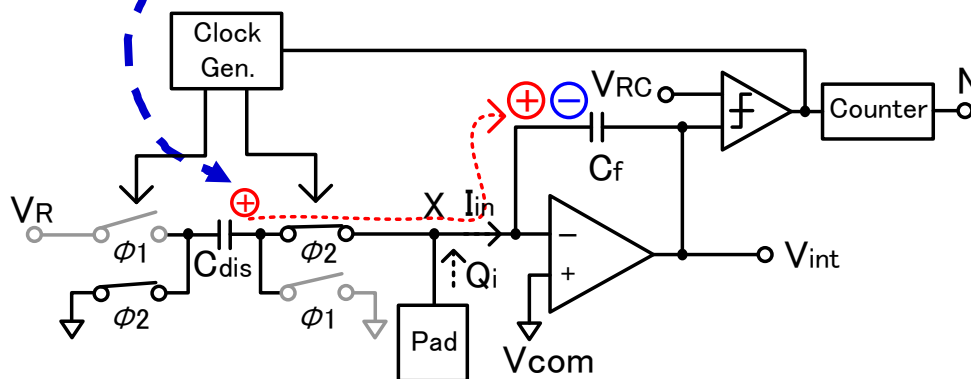 Clock
Gen.
VRC
N
Counter
+
−
Cf
VR
+
X
Iin
Φ1
Cdis
Φ2
−
Vint
Qi
+
Φ2
Φ1
Pad
Vcom